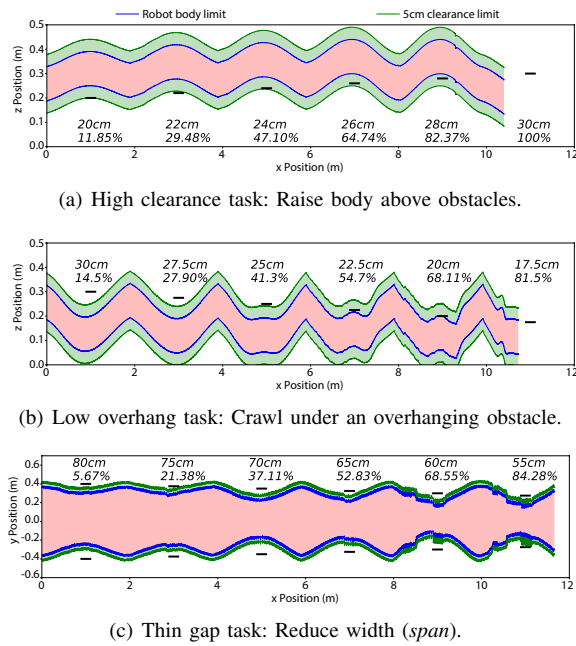 Robot body limit 5cm clearance limit
z Position (m)
0.5
0.4
0.3
0.2
0.1
0.0
20cm 22cm 24cm 26cm 28cm 30cm
11.85% 29.48% 47.10% 64.74% 82.37% 100%
0 2 4 6 8 10 12
x Position (m)
(a) High clearance task: Raise body above obstacles.
z Position (m)
0.5
0.4
0.3
0.2
0.1
0.0
30cm 27.5cm 25cm 22.5cm 20cm 17.5cm
14.5% 27.90% 41.3% 54.7% 68.11% 81.5%
0 2 4 6 8 10 12
x Position (m)
(b) Low overhang task: Crawl under an overhanging obstacle.
y Position (m)
0.6
0.4
0.2
0.0
-0.2
-0.4
-0.6
80cm 75cm 70cm 65cm 60cm 55cm
5.67% 21.38% 37.11% 52.83% 68.55% 84.28%
0 2 4 6 8 10 12
x Position (m)
(c) Thin gap task: Reduce width (span).